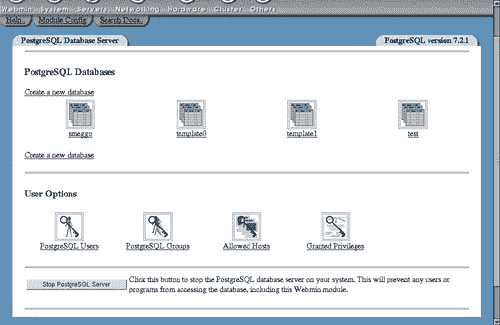 Webmin System Servers Networking Hardware Cluster Others
Help.. Module Config Search Docs..
PostgreSQL Database Server PostgreSQL version 7.2.1
PostgreSQL Databases
Create a new database
smeggo template0 template1 test
Create a new database
User Options
PostgreSQL Users PostgreSQL Groups Allowed Hosts Granted Privileges
Stop PostgreSQL Server Click this button to stop the PostgreSQL database server on your system. This will prevent any users or
programs from accessing the database, including this Webmin module.